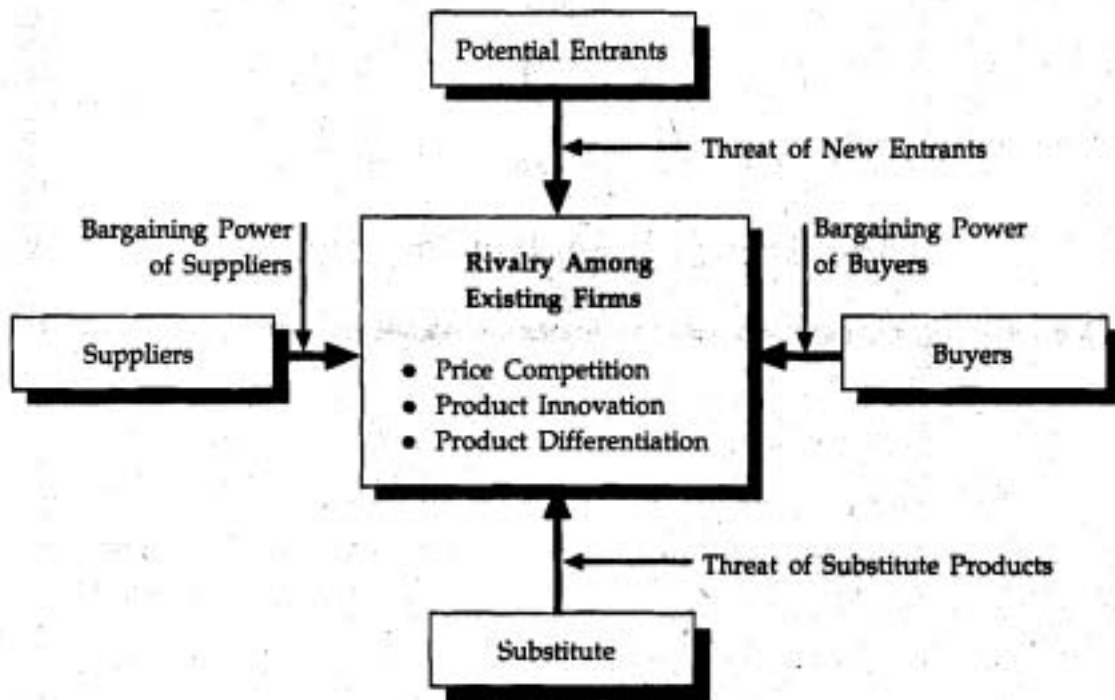 Potential Entrants
Threat of New Entrants
Bargaining Power
of Suppliers
Bargaining Power
of Buyers
Rivalry Among
Existing Firms
Suppliers
Buyers
● Price Competition
● Product Innovation
● Product Differentiation
Threat of Substitute Products
Substitute